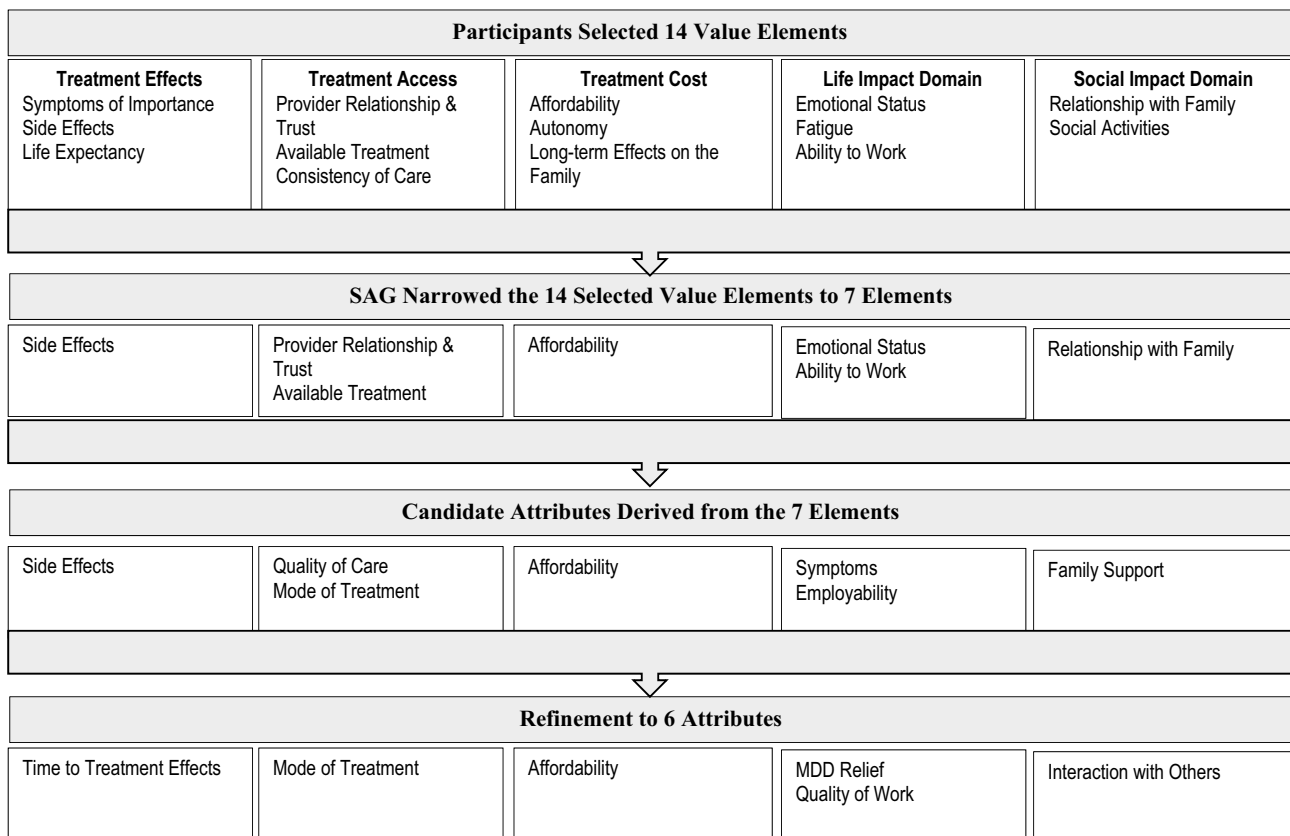 Participants Selected 14 Value Elements
Treatment Effects
Symptoms of Importance
Side Effects
Life Expectancy
Treatment Access
Provider Relationship &
Trust
Available Treatment
Consistency of Care
Treatment Cost
Affordability
Autonomy
Long-term Effects on the
Family
Life Impact Domain
Emotional Status
Fatigue
Ability to Work
Social Impact Domain
Relationship with Family
Social Activities
SAG Narrowed the 14 Selected Value Elements to 7 Elements
Side Effects
Provider Relationship &
Trust
Available Treatment
Affordability
Emotional Status
Ability to Work
Relationship with Family
Candidate Attributes Derived from the 7 Elements
Side Effects
Quality of Care
Mode of Treatment
Affordability
Symptoms
Employability
Family Support
Refinement to 6 Attributes
Time to Treatment Effects
Mode of Treatment
Affordability
MDD Relief
Quality of Work
Interaction with Others